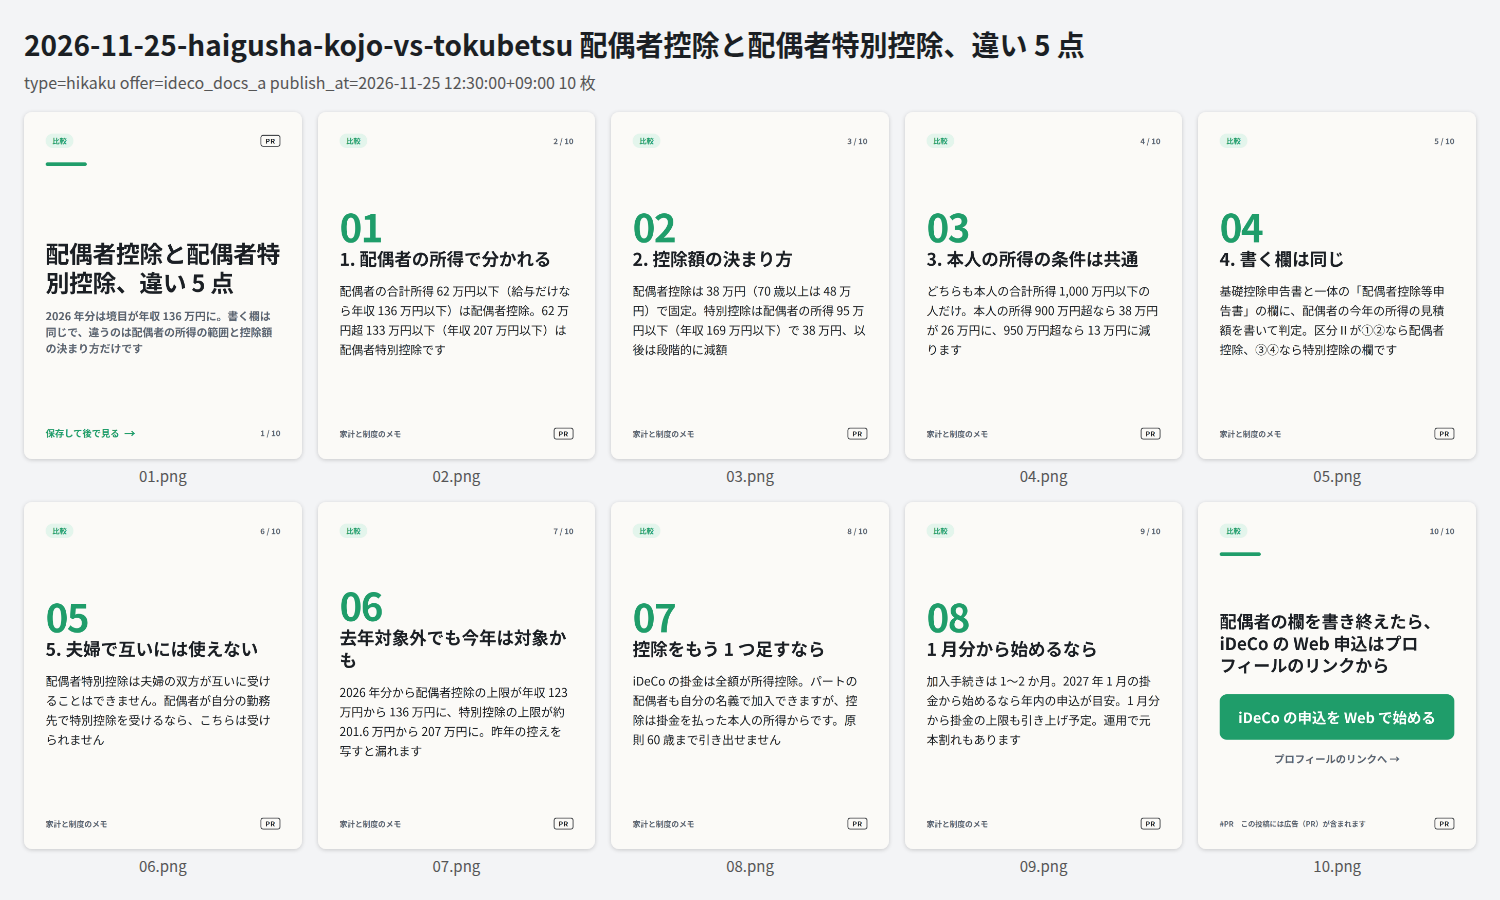 2026-11-25-haigusha-kojo-vs-tokubetsu 配偶者控除と配偶者特別控除、違い 5 点
type=hikaku offer=ideco_docs_a publish_at=2026-11-25 12:30:00+09:00 10 枚
比較
PR
配偶者控除と配偶者特
別控除、違い 5 点
2026 年分は境目が年収 136 万円に。書く欄は
同じで、違うのは配偶者の所得の範囲と控除額
の決まり方だけです
保存して後で見る →
1 / 10
01.png
比較
2 / 10
01
1. 配偶者の所得で分かれる
配偶者の合計所得 62 万円以下（給与だけな
ら年収 136 万円以下）は配偶者控除。62 万
円超 133 万円以下（年収 207 万円以下）は
配偶者特別控除です
家計と制度のメモ
PR
02.png
比較
3 / 10
02
2. 控除額の決まり方
配偶者控除は 38 万円（70 歳以上は 48 万
円）で固定。特別控除は配偶者の所得 95 万
円以下（年収 169 万円以下）で 38 万円、以
後は段階的に減額
家計と制度のメモ
PR
03.png
比較
4 / 10
03
3. 本人の所得の条件は共通
どちらも本人の合計所得 1,000 万円以下の
人だけ。本人の所得 900 万円超なら 38 万円
が 26 万円に、950 万円超なら 13 万円に減
ります
家計と制度のメモ
PR
04.png
比較
5 / 10
04
4. 書く欄は同じ
基礎控除申告書と一体の「配偶者控除等申
告書」の欄に、配偶者の今年の所得の見積
額を書いて判定。区分 II が①②なら配偶者
控除、③④なら特別控除の欄です
家計と制度のメモ
PR
05.png
比較
6 / 10
05
5. 夫婦で互いには使えない
配偶者特別控除は夫婦の双方が互いに受け
ることはできません。配偶者が自分の勤務
先で特別控除を受けるなら、こちらは受け
られません
家計と制度のメモ
PR
06.png
比較
7 / 10
06
去年対象外でも今年は対象か
も
2026 年分から配偶者控除の上限が年収 123
万円から 136 万円に、特別控除の上限が約
201.6 万円から 207 万円に。昨年の控えを
写すと漏れます
家計と制度のメモ
PR
07.png
比較
8 / 10
07
控除をもう 1 つ足すなら
iDeCo の掛金は全額が所得控除。パートの
配偶者も自分の名義で加入できますが、控
除は掛金を払った本人の所得からです。原
則 60 歳まで引き出せません
家計と制度のメモ
PR
08.png
比較
9 / 10
08
1 月分から始めるなら
加入手続きは 1〜2 か月。2027 年 1 月の掛
金から始めるなら年内の申込が目安。1 月分
から掛金の上限も引き上げ予定。運用で元
本割れもあります
家計と制度のメモ
PR
09.png
比較
10 / 10
配偶者の欄を書き終えたら、
iDeCo の Web 申込はプロ
フィールのリンクから
iDeCo の申込を Web で始める
プロフィールのリンクへ →
#PR この投稿には広告（PR）が含まれます
PR
10.png